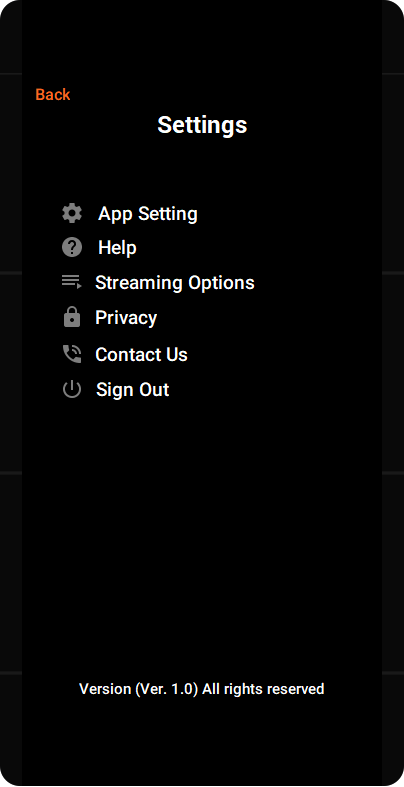 Back
Settings
App Setting
Help
Streaming Options
Privacy
Contact Us
Sign Out
Version (Ver. 1.0) All rights reserved